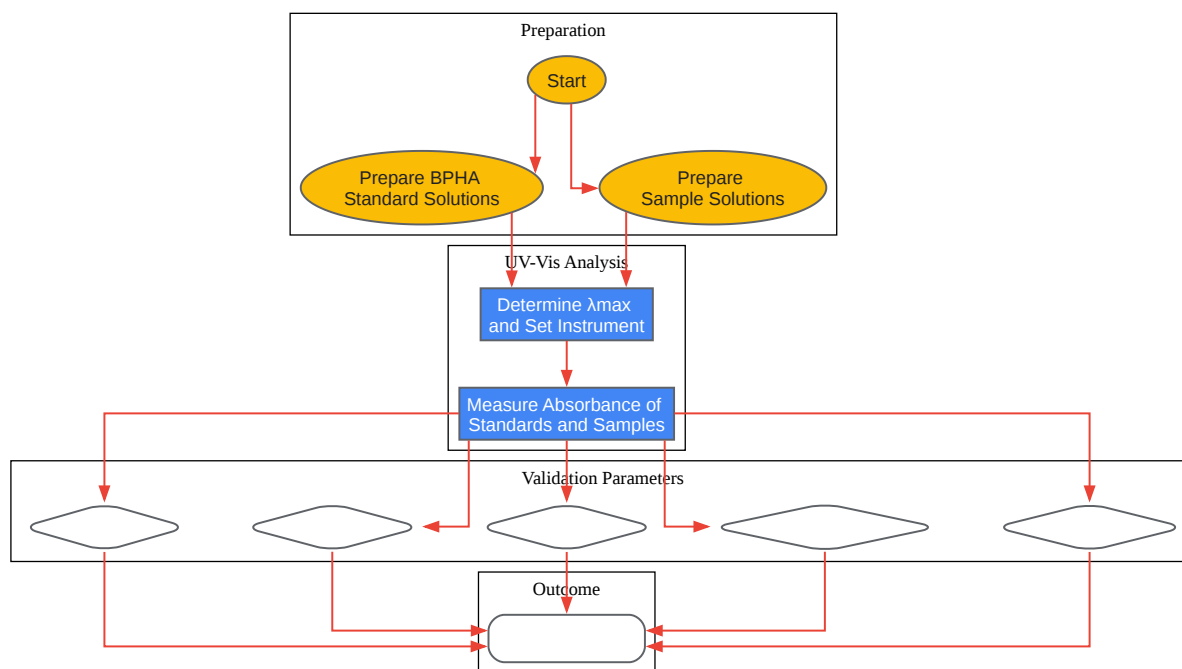 Preparation
Start
Prepare BPHA
Standard Solutions
Prepare
Sample Solutions
UV-Vis Analysis
Determine λmax
and Set Instrument
Measure Absorbance of
Standards and Samples
Validation Parameters
Outcome